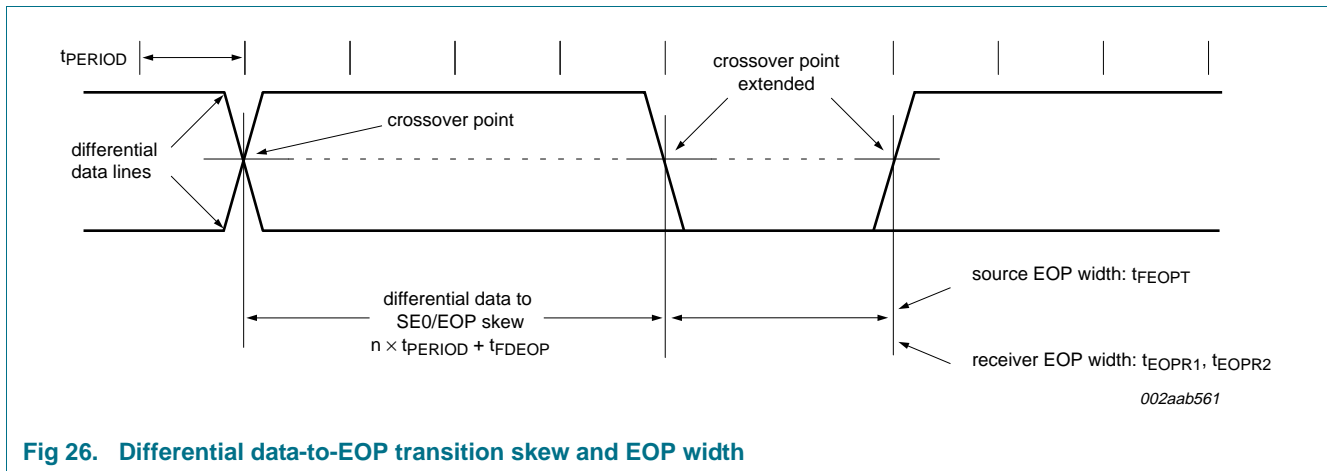 tPERIOD
crossover point
extended
crossover point
differential
data lines
differential data to
SE0/EOP skew
n × tPERIOD + tFDEOP
source EOP width: tFEOPT
receiver EOP width: tEOPR1, tEOPR2
002aab561
Fig 26. Differential data-to-EOP transition skew and EOP width